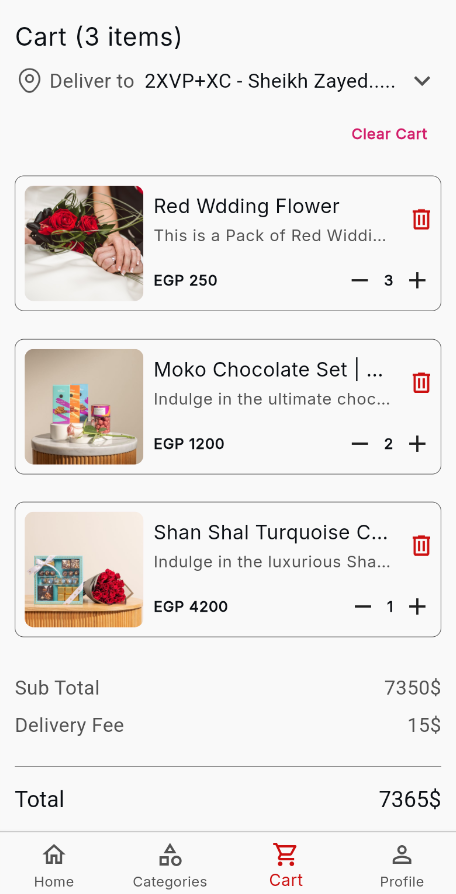 Cart (3 items)
Deliver to 2XVP+XC - Sheikh Zayed.....
Clear Cart
Red Wdding Flower
This is a Pack of Red Widdi...
EGP 250
3
Moko Chocolate Set | ...
Indulge in the ultimate choc...
EGP 1200
2
Shan Shal Turquoise C...
Indulge in the luxurious Sha...
EGP 4200
1
Sub Total 7350$
Delivery Fee 15$
Total 7365$
Home Categories Cart Profile